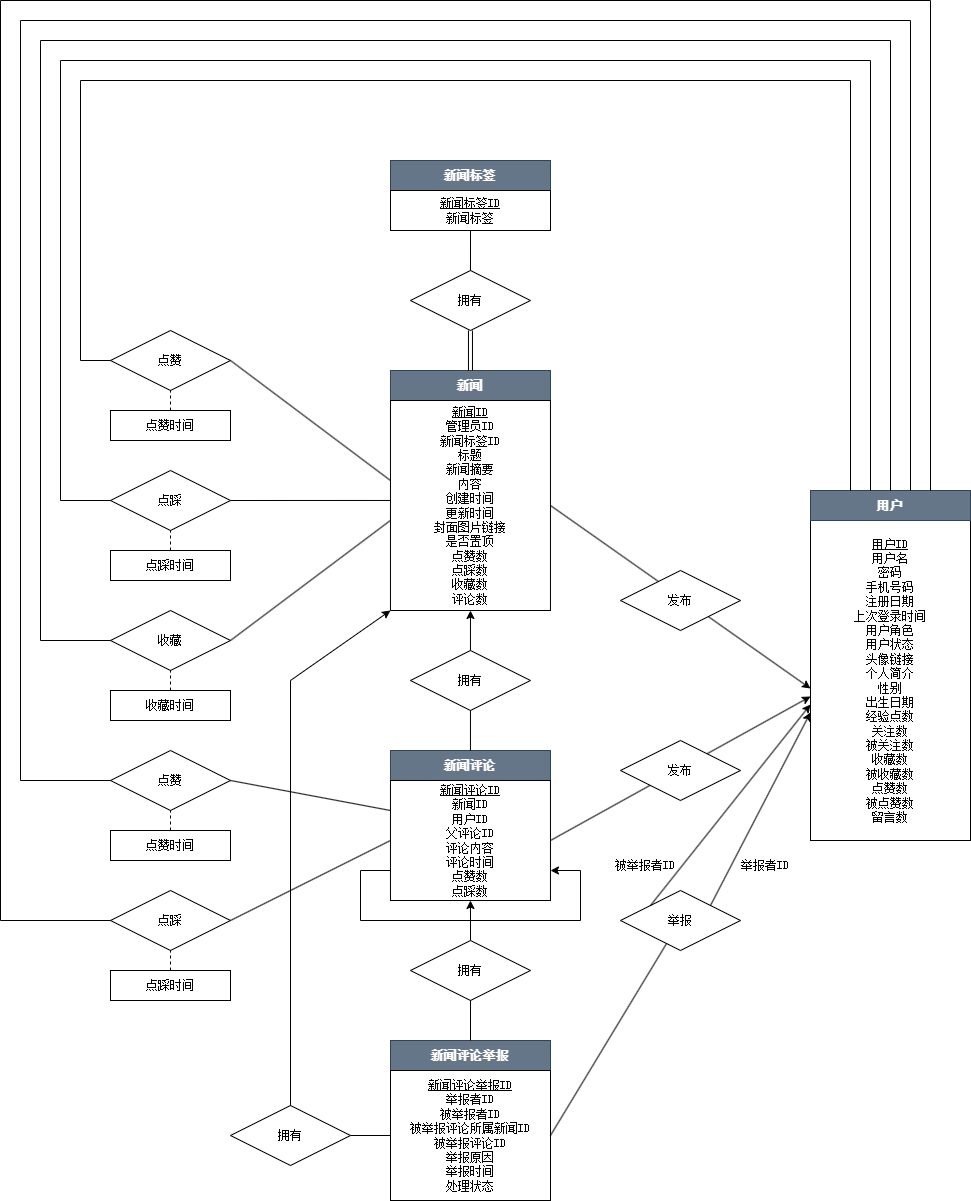 新闻标签
新闻标签ID
新闻标签
拥有
点赞
点赞时间
新闻
新闻ID
管理员ID
新闻标签ID
标题
新闻摘要
内容
创建时间
更新时间
封面图片链接
是否置顶
点赞数
点踩数
收藏数
评论数
点踩
点踩时间
用户
用户ID
用户名
密码
手机号码
注册日期
上次登录时间
用户角色
用户状态
头像链接
个人简介
性别
出生日期
经验点数
关注数
被关注数
收藏数
被收藏数
点赞数
被点赞数
留言数
发布
收藏
收藏时间
拥有
点赞
点赞时间
新闻评论
新闻评论ID
新闻ID
用户ID
父评论ID
评论内容
评论时间
点赞数
点踩数
发布
被举报者ID
举报者ID
点踩
点踩时间
举报
拥有
新闻评论举报
新闻评论举报ID
举报者ID
被举报者ID
被举报评论所属新闻ID
被举报评论ID
举报原因
举报时间
处理状态
拥有